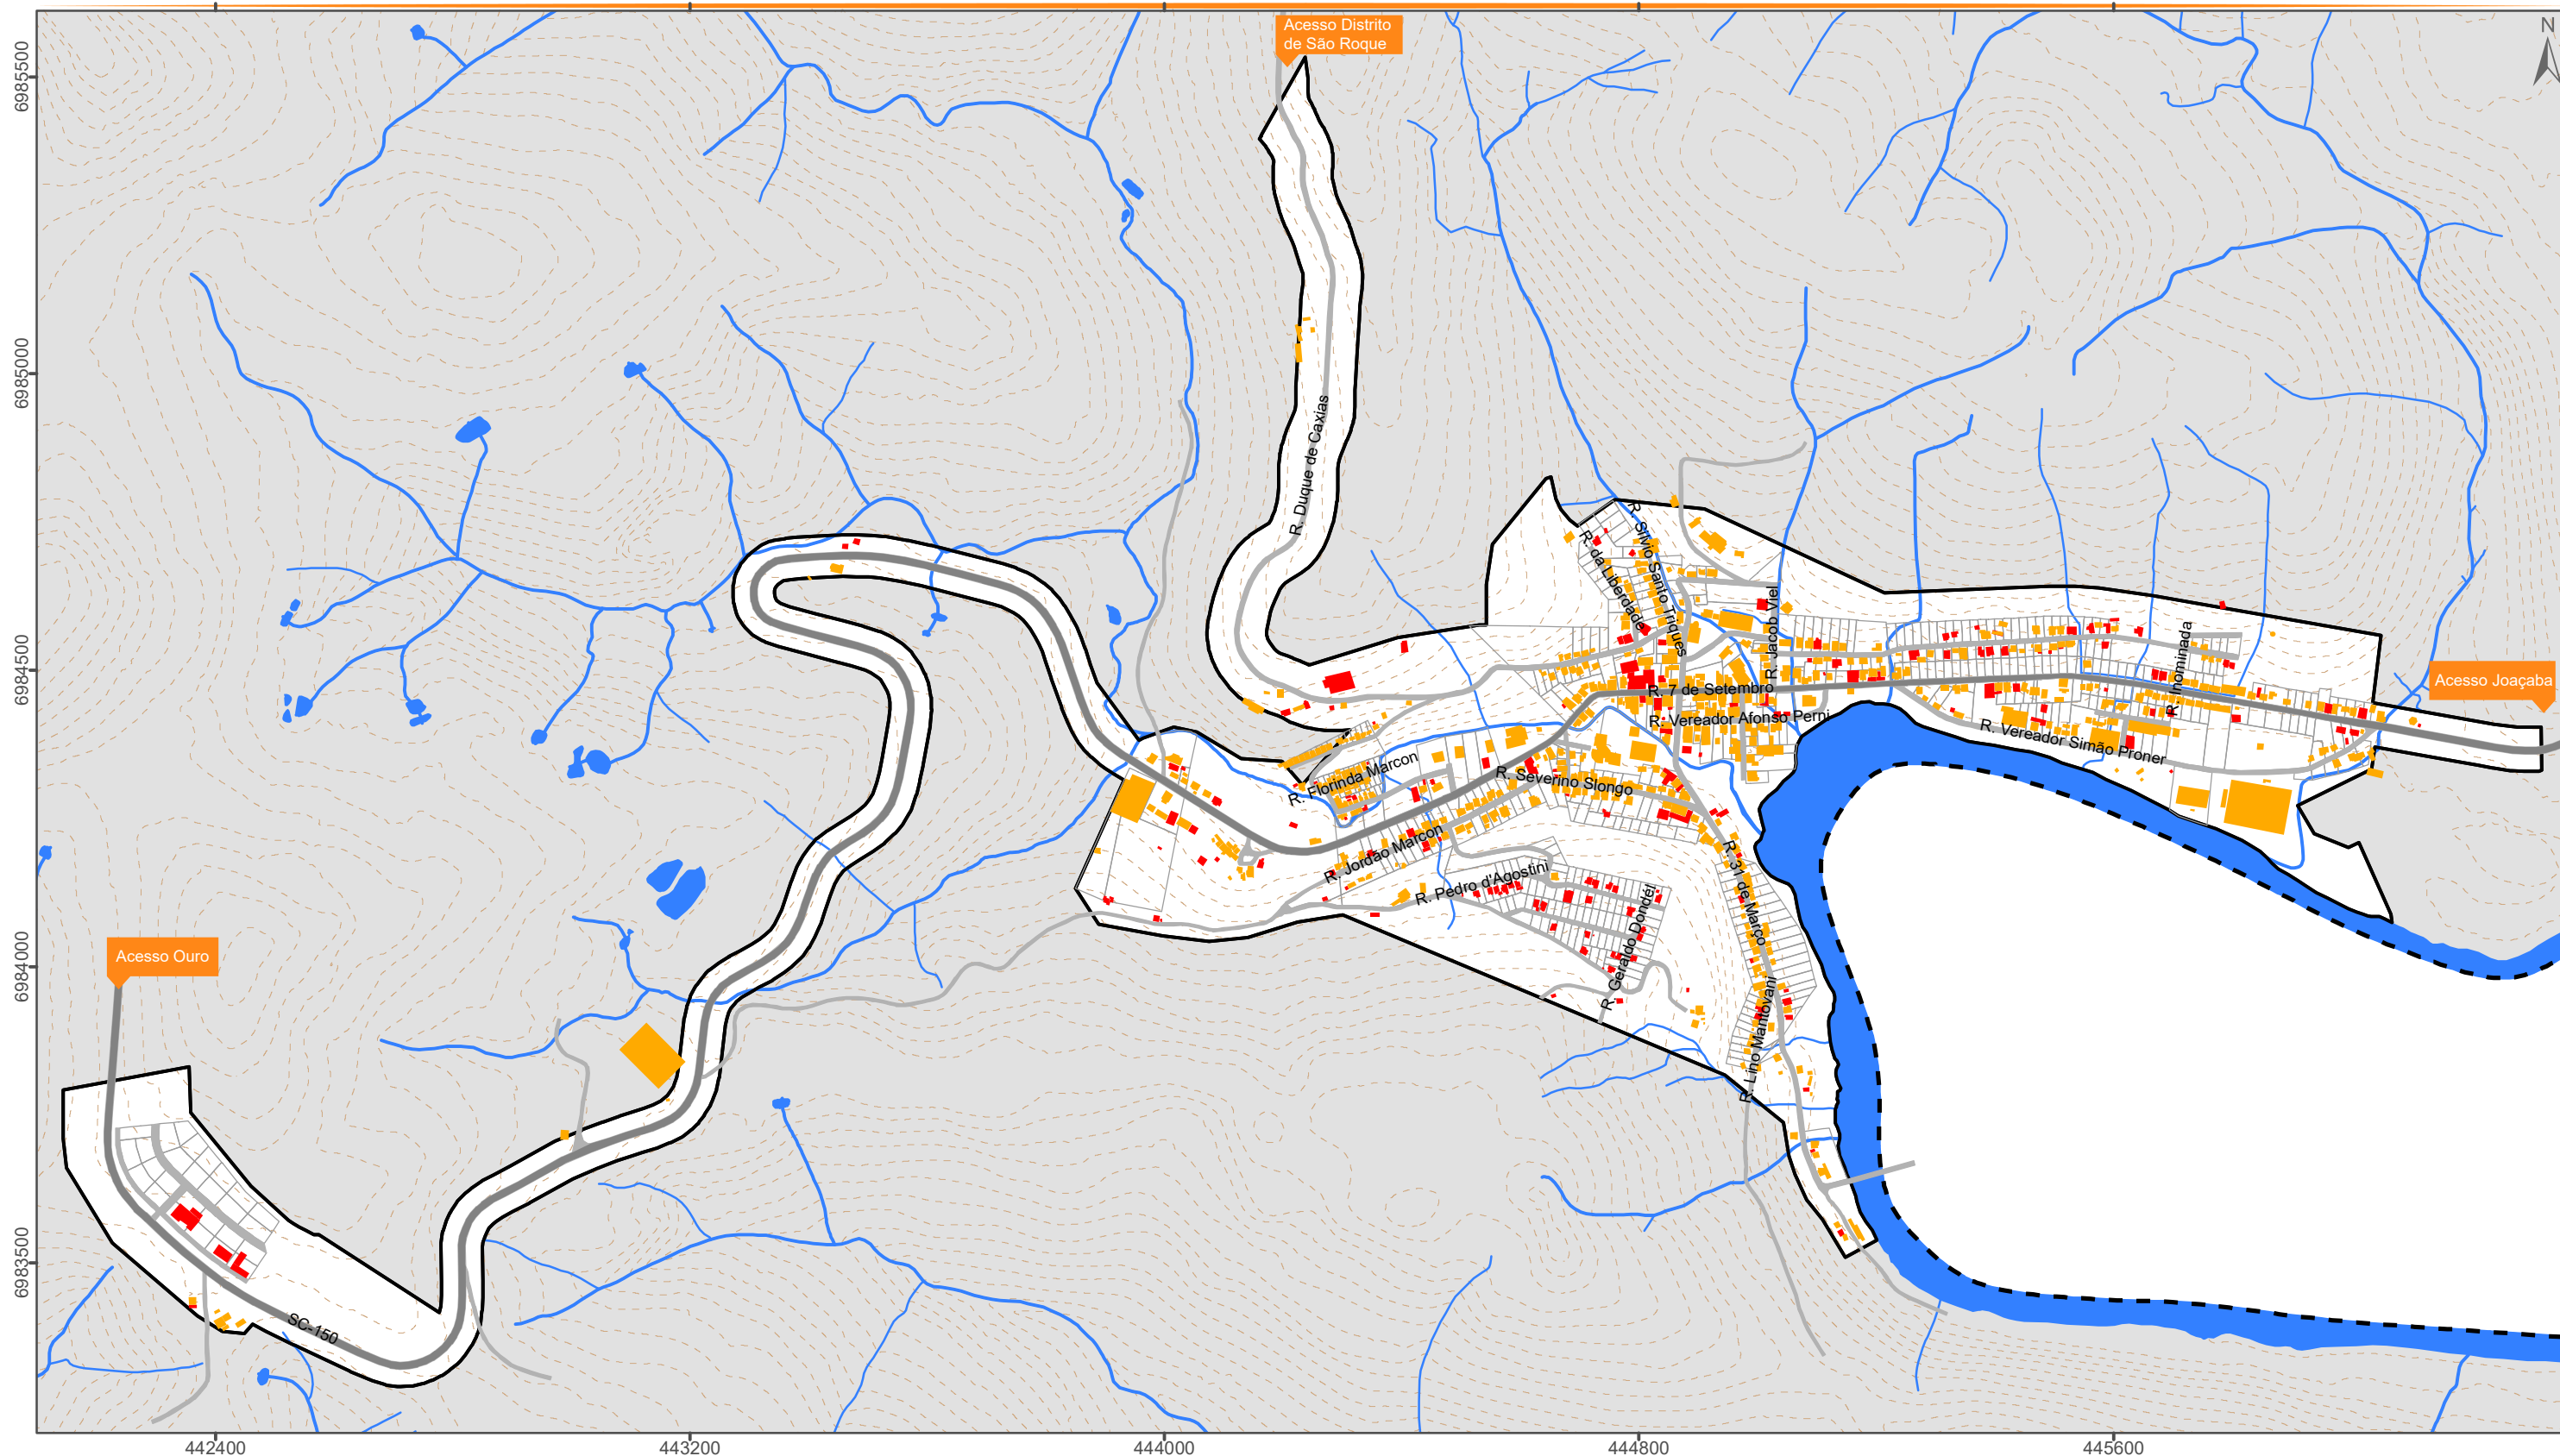 Acesso Distrito
de São Roque
N
6985500
6985000
6984500
6984000
6983500
R. Duque de Caxias
R. Silvio Santo Triques
R. da Liberdade
R. Jacob Viel
R. Inominada
Acesso Joaçaba
R. 7 de Setembro
R. Vereador Afonso Perni
R. Vereador Simão Proner
R. Florinda Marcon
R. Severino Slongo
R. Jordão Marcon
R. Pedro d'Agostini
R. 31 de Março
R. Geraldo Dondél
R. Lino Mantovani
Acesso Ouro
SC-150
442400
443200
444000
444800
445600